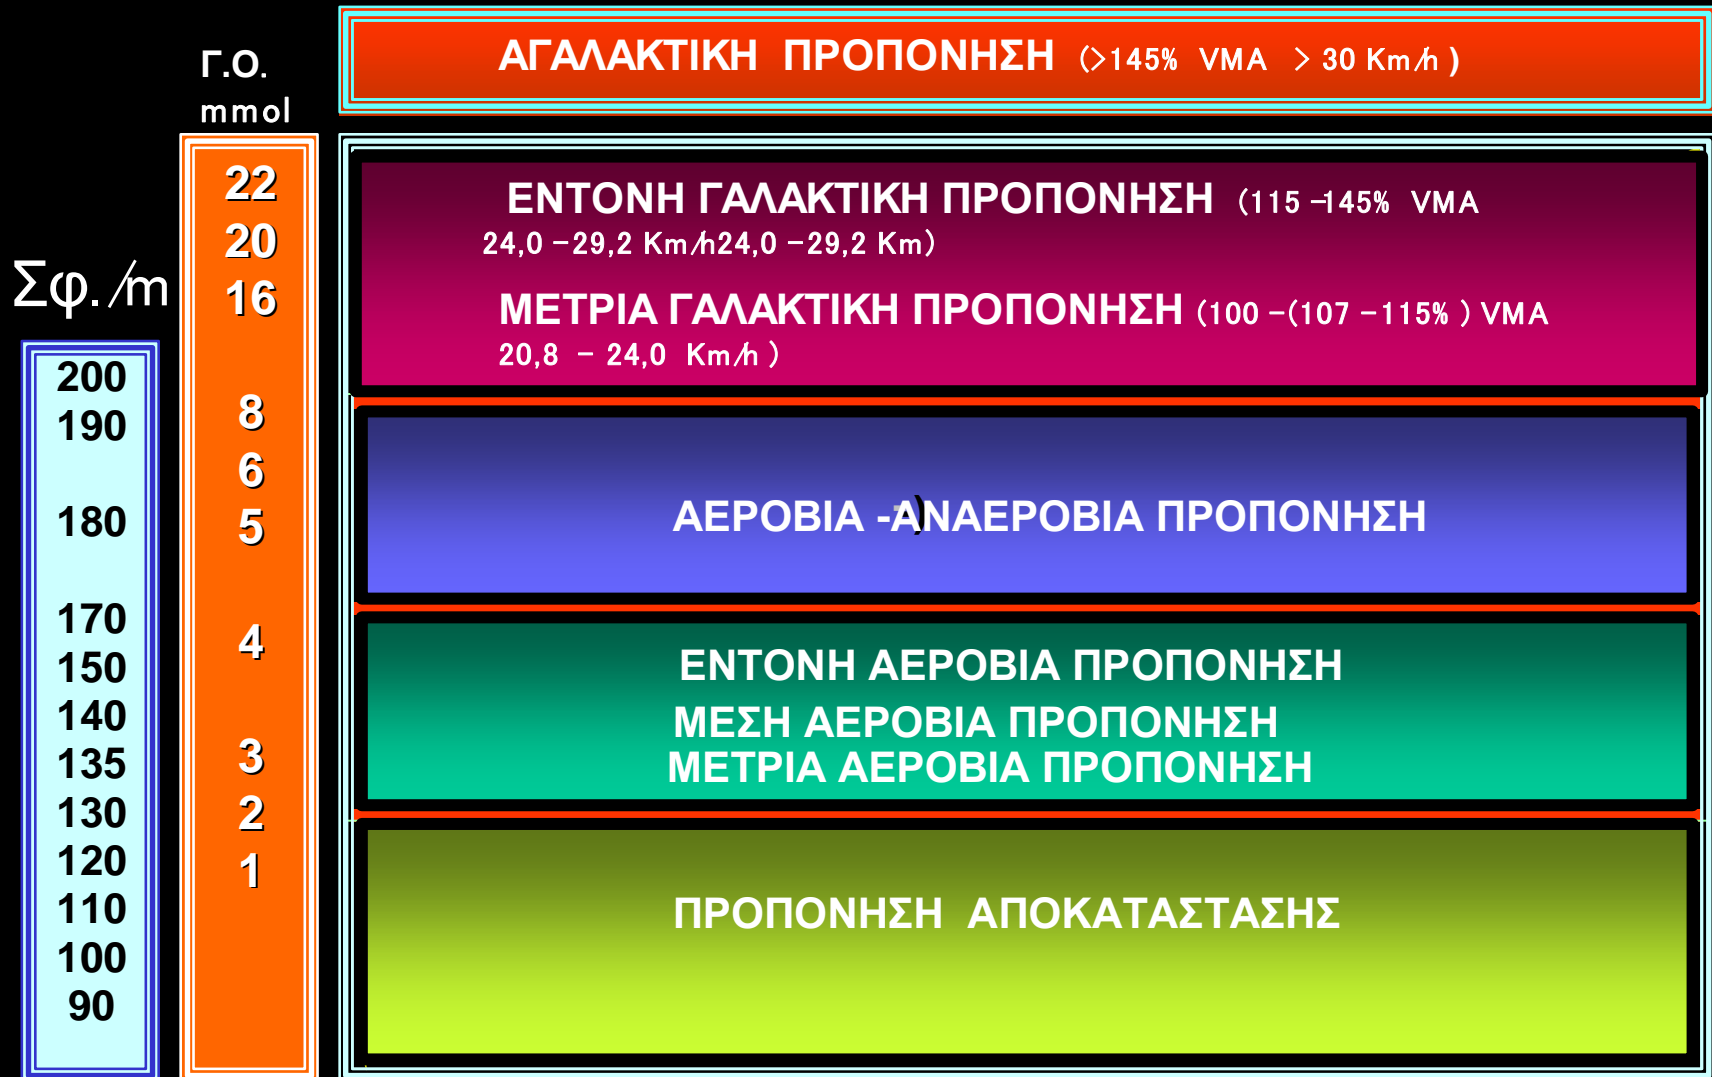 ΑΓΑΛΑΚΤΙΚΗ ΠΡΟΠΟΝΗΣΗ (>145% VMA > 30 Km/h )
Γ.Ο.
mmol
22
20
16
8
6
5
4
3
2
1
Σφ./m
200
190
180
170
150
140
135
130
120
110
100
90
ΕΝΤΟΝΗ ΓΑΛΑΚΤΙΚΗ ΠΡΟΠΟΝΗΣΗ (115 –145% VMA
24,0 –29,2 Km/h24,0 –29,2 Km)
ΜΕΤΡΙΑ ΓΑΛΑΚΤΙΚΗ ΠΡΟΠΟΝΗΣΗ (100 –(107 –115% ) VMA
20,8 – 24,0 Km/h )
ΑΕΡΟΒΙΑ -ΑΝΑΕΡΟΒΙΑ ΠΡΟΠΟΝΗΣΗ
)
ΕΝΤΟΝΗ ΑΕΡΟΒΙΑ ΠΡΟΠΟΝΗΣΗ
ΜΕΣΗ ΑΕΡΟΒΙΑ ΠΡΟΠΟΝΗΣΗ
ΜΕΤΡΙΑ ΑΕΡΟΒΙΑ ΠΡΟΠΟΝΗΣΗ
ΠΡΟΠΟΝΗΣΗ ΑΠΟΚΑΤΑΣΤΑΣΗΣ